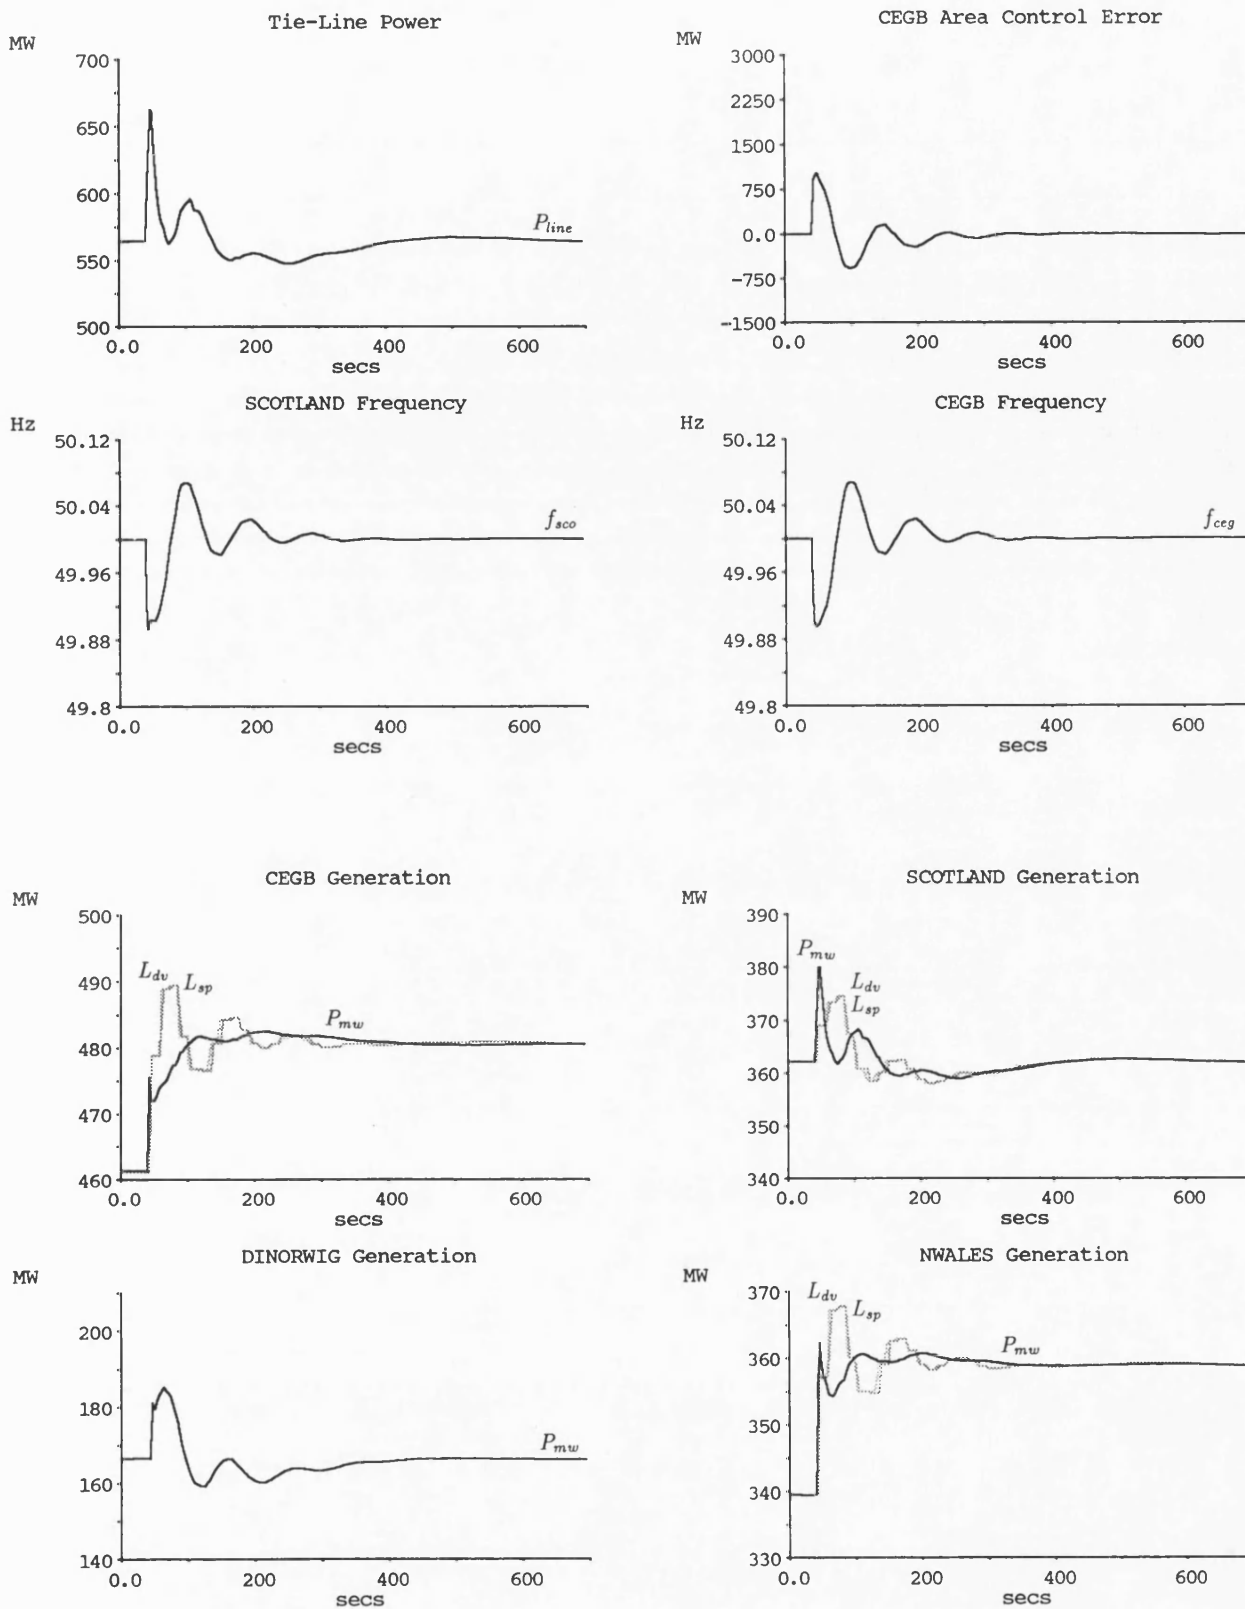 Tie-Line Power
MW
700
650
600
550
500
P_line
0.0 200 400 600
secs
CEGB Area Control Error
MW
3000
2250
1500
750
0.0
-750
-1500
0.0 200 400 600
secs
SCOTLAND Frequency
Hz
50.12
50.04
49.96
49.88
49.8
f_sco
0.0 200 400 600
secs
CEGB Frequency
Hz
50.12
50.04
49.96
49.88
49.8
f_ceg
0.0 200 400 600
secs
CEGB Generation
MW
500
490
480
470
460
L_dv L_sp
P_mw
0.0 200 400 600
secs
SCOTLAND Generation
MW
390
380
370
360
350
340
P_mw
L_dv
L_sp
0.0 200 400 600
secs
DINORWIG Generation
MW
200
180
160
140
P_mw
0.0 200 400 600
secs
NWALES Generation
MW
370
360
350
340
330
L_dv L_sp
P_mw
0.0 200 400 600
secs